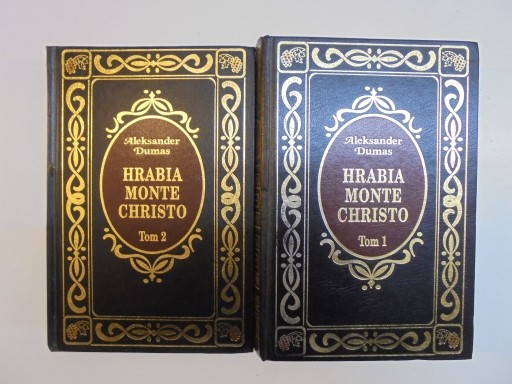 Aleksander
Dumas
HRABIA
MONTE
CHRISTO
Tom 2
Aleksander
Dumas
HRABIA
MONTE
CHRISTO
Tom 1